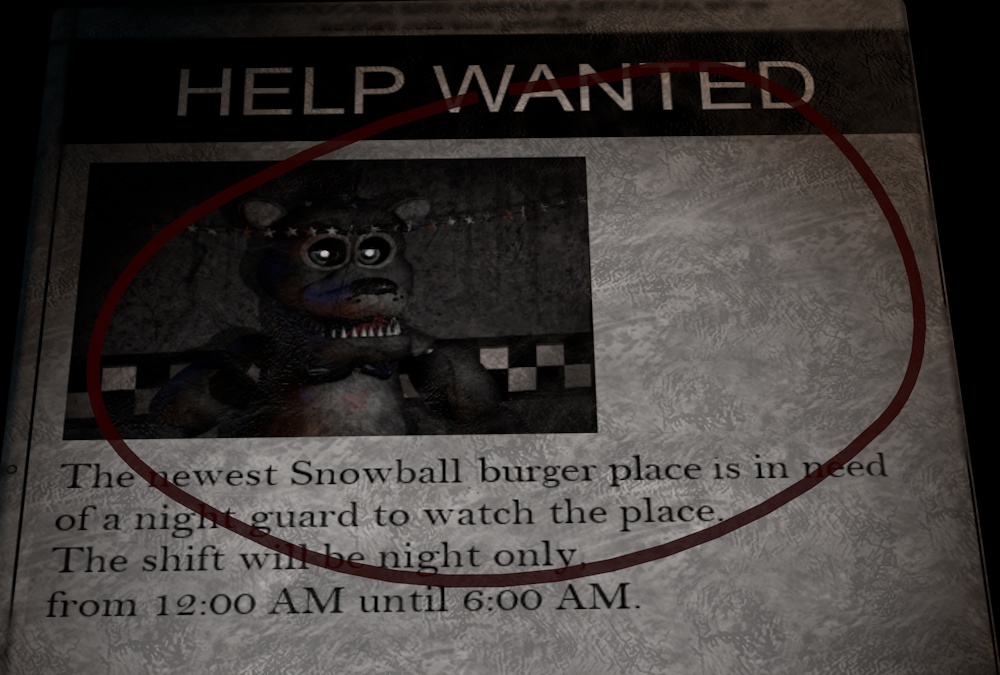 HELP WANTED
The newest Snowball burger place is in need
of a night guard to watch the place.
The shift will be night only,
from 12:00 AM until 6:00 AM.